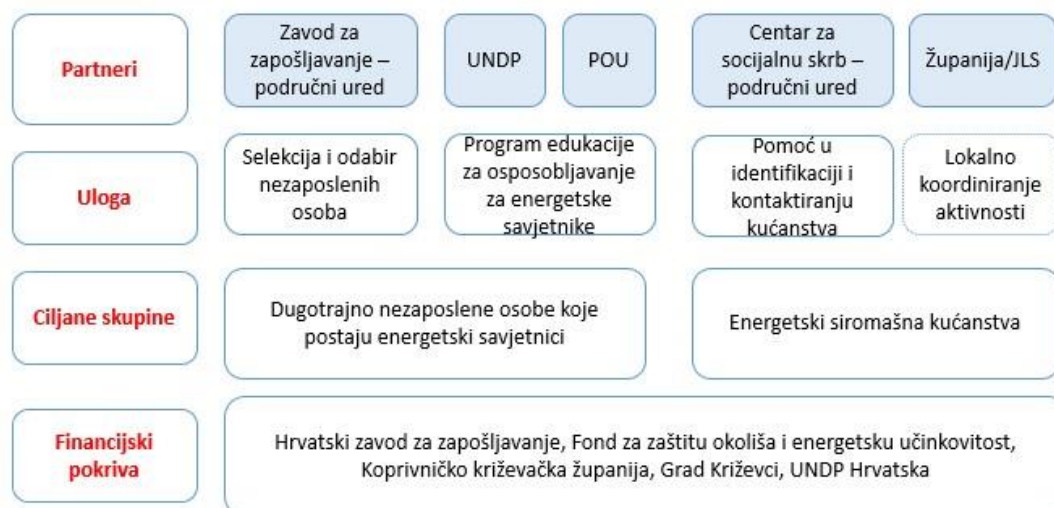 Partneri
Zavod za
zapošljavanje –
područni ured
UNDP
POU
Centar za
socijalnu skrb –
područni ured
Županija/JLS
Uloga
Selekcija i odabir
nezaposlenih
osoba
Program edukacije
za osposobljavanje
za energetske
savjetnike
Pomoć u
identifikaciji i
kontaktiranju
kućanstva
Lokalno
koordiniranje
aktivnosti
Ciljane skupine
Dugotrajno nezaposlene osobe koje
postaju energetski savjetnici
Energetski siromašna kućanstva
Financijski
pokriva
Hrvatski zavod za zapošljavanje, Fond za zaštitu okoliša i energetsku učinkovitost,
Koprivničko križevačka županija, Grad Križevci, UNDP Hrvatska